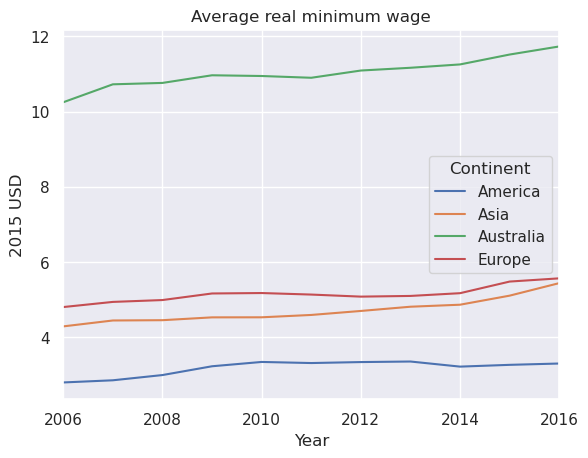 Average real minimum wage
12
10
8
6
4
2015 USD
Continent
America
Asia
Australia
Europe
2006 2008 2010 2012 2014 2016
Year